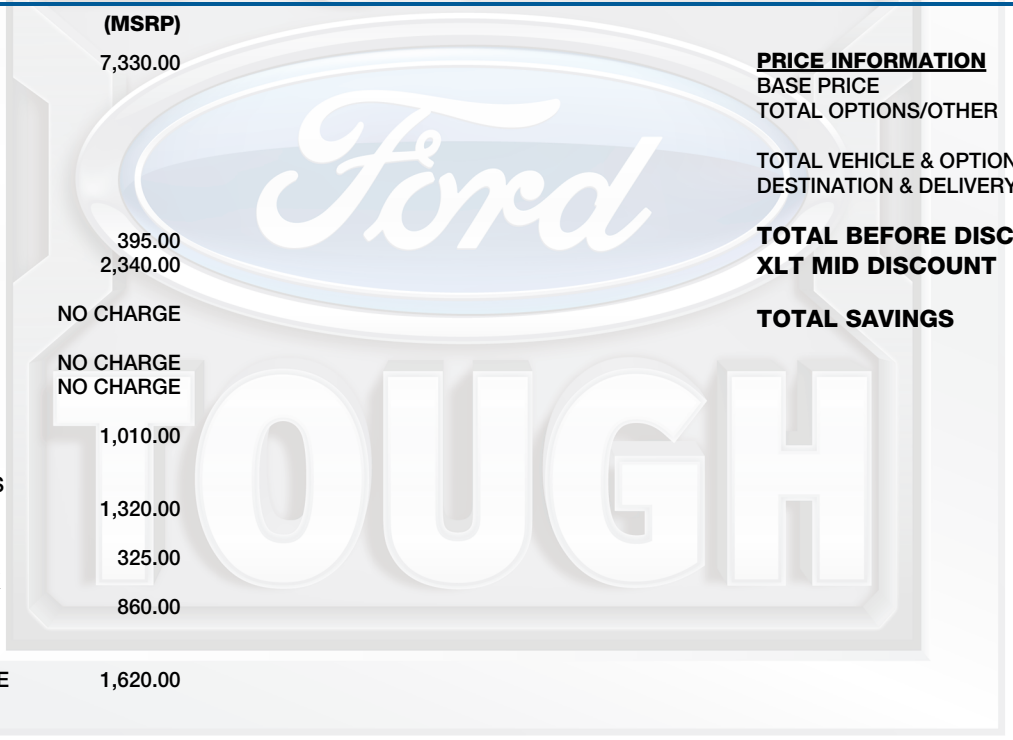 (MSRP)
7,330.00
395.00
2,340.00
NO CHARGE
NO CHARGE
NO CHARGE
1,010.00
S
1,320.00
325.00
860.00
E 1,620.00
PRICE INFORMATION
BASE PRICE
TOTAL OPTIONS/OTHER
TOTAL VEHICLE & OPTION
DESTINATION & DELIVERY
TOTAL BEFORE DISC
XLT MID DISCOUNT
TOTAL SAVINGS
Ford
TOUGH